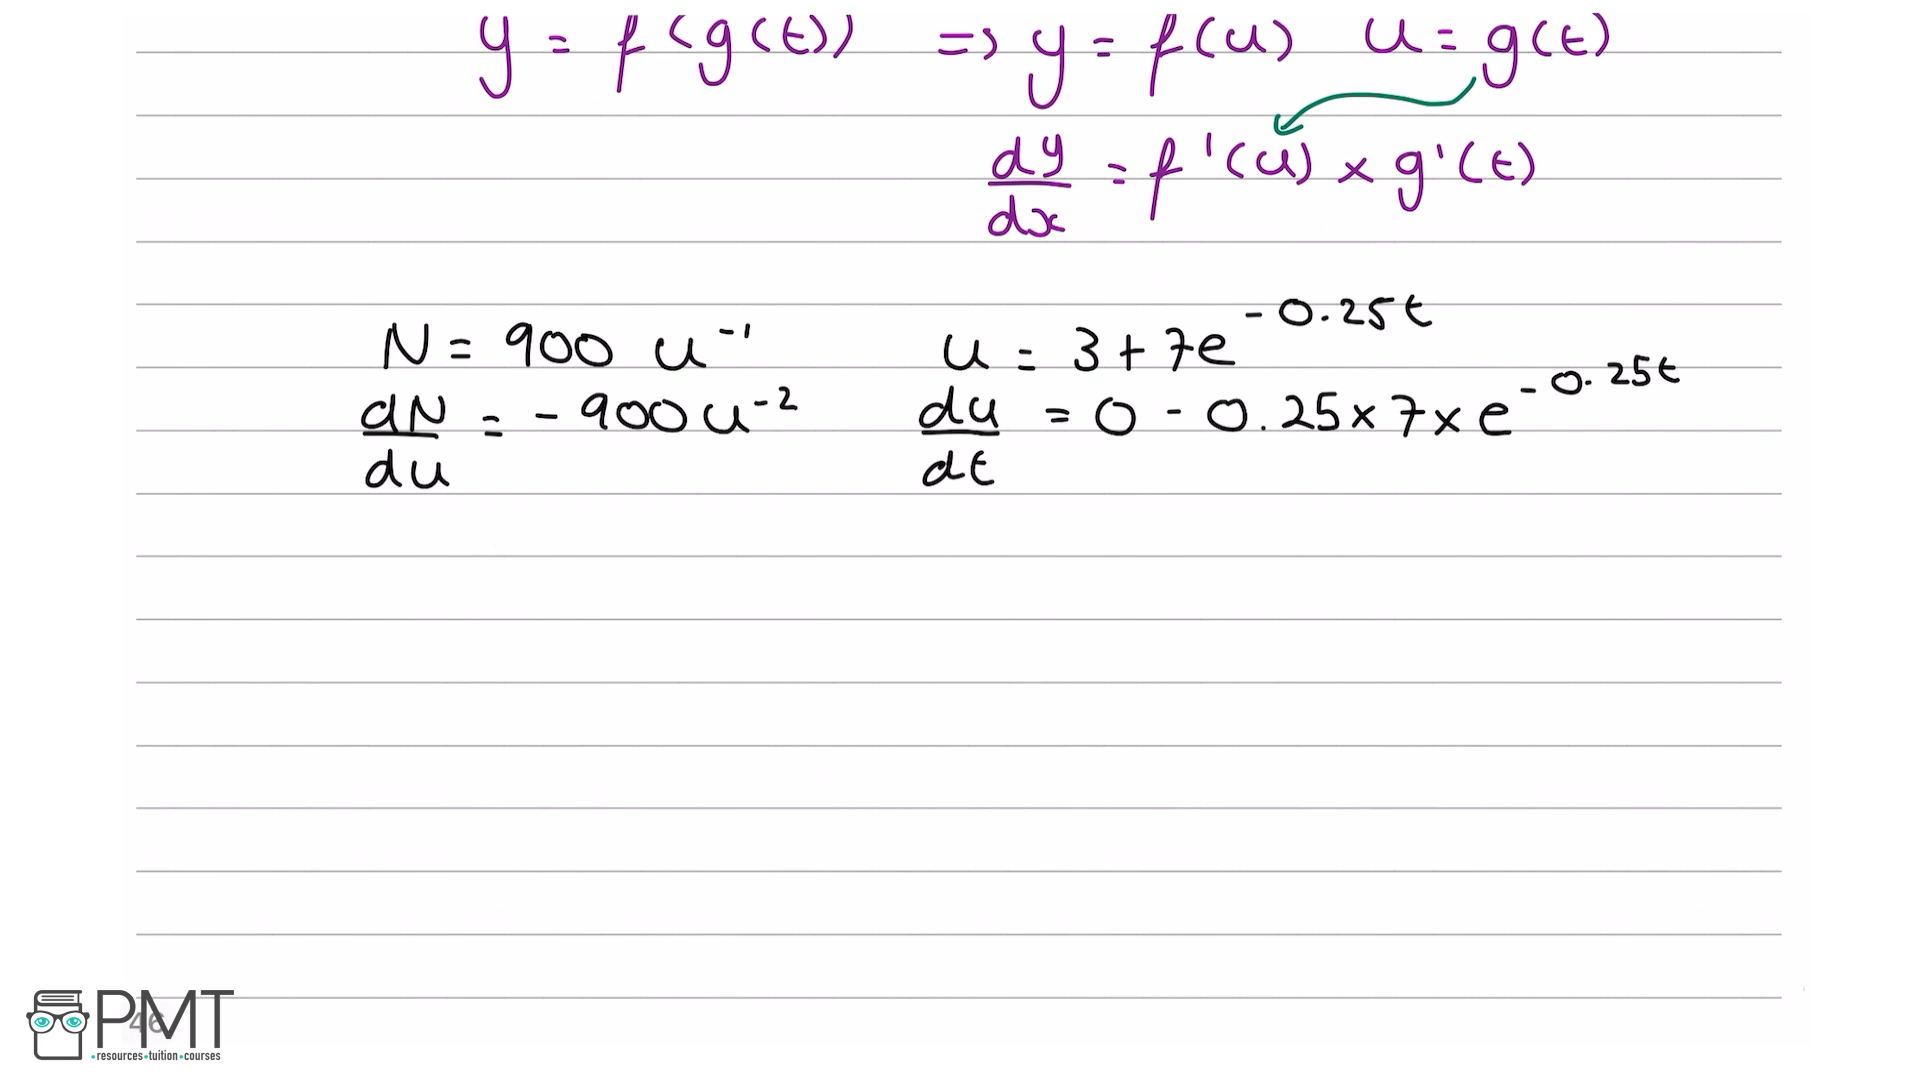 y = f(g(t)) => y = f(u) u = g(t)
dy/dx = f'(u) × g'(t)
N = 900 u⁻¹ u = 3 + 7e^-0.25t
dN/du = -900u⁻² du/dt = 0 - 0.25 × 7 × e^-0.25t
46
PMT
•resources•tuition•courses